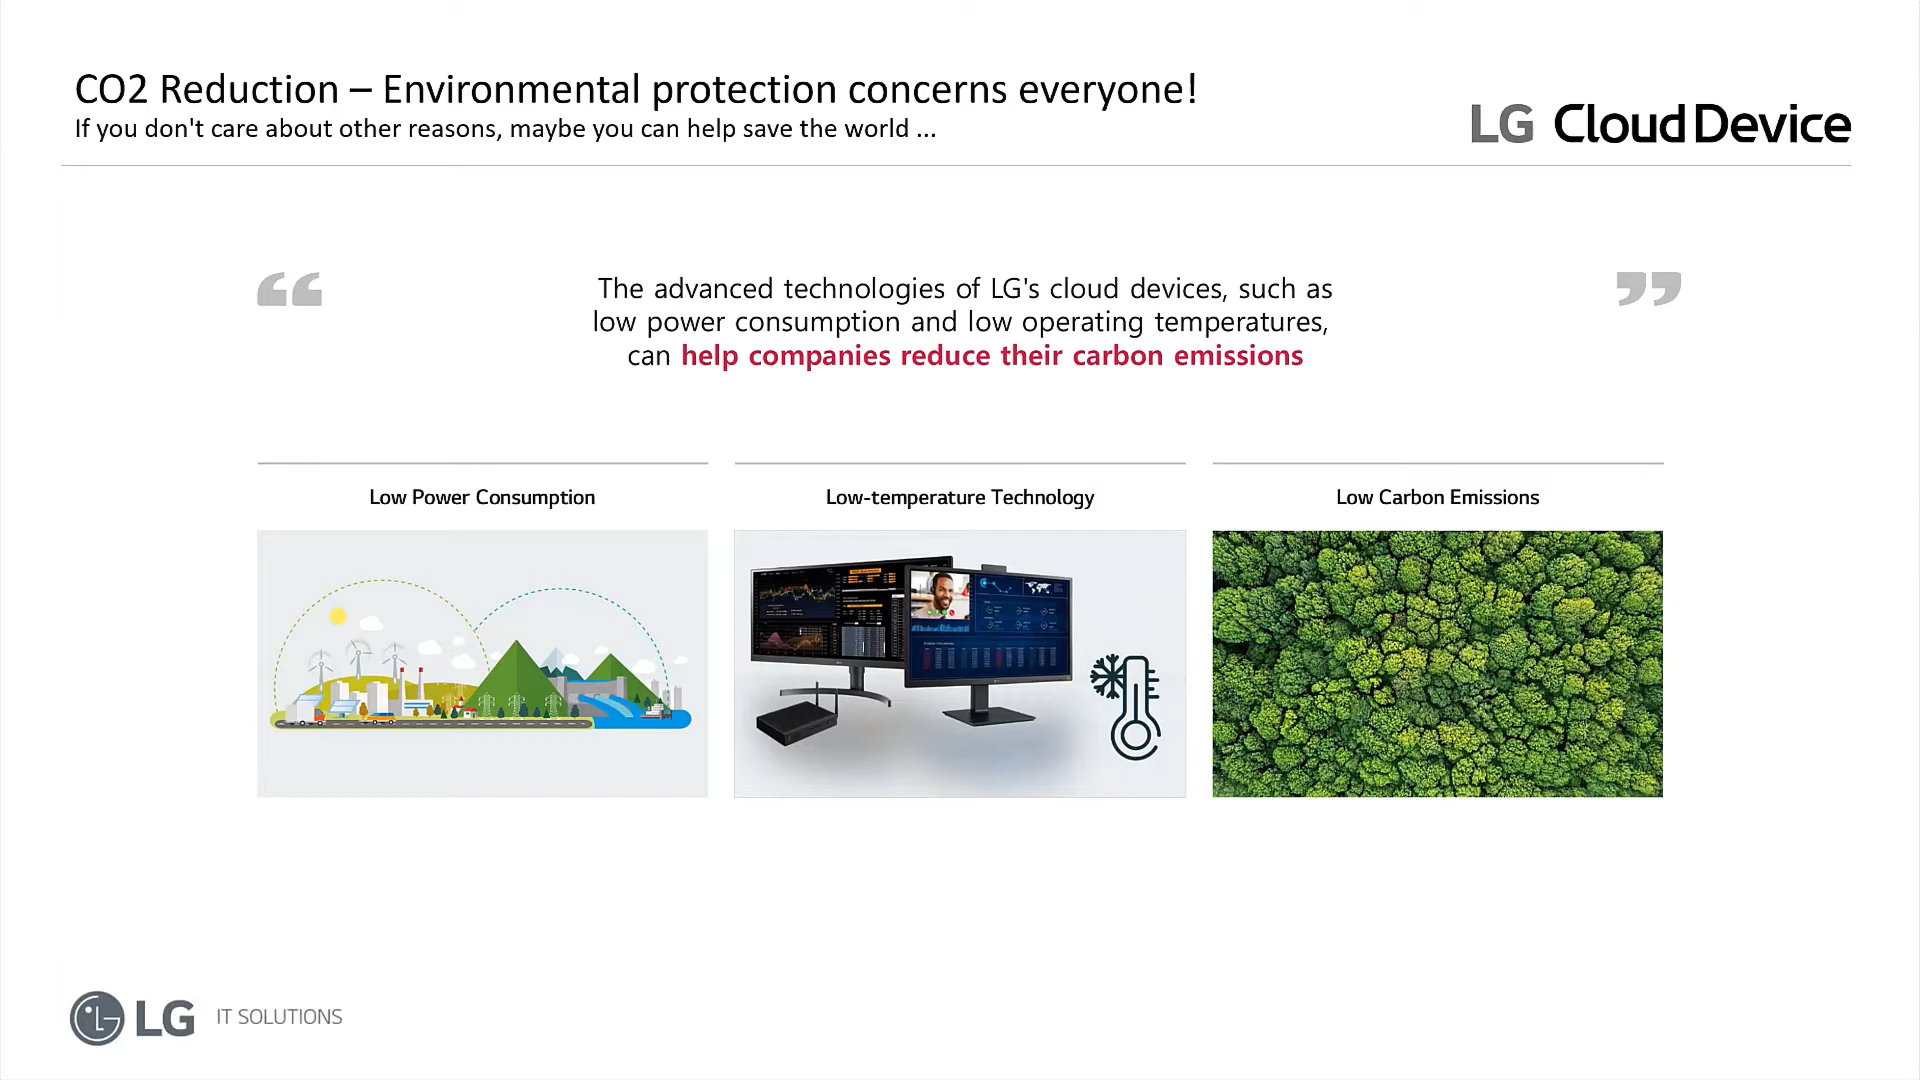 CO2 Reduction – Environmental protection concerns everyone!
If you don't care about other reasons, maybe you can help save the world ...
LG Cloud Device
“
The advanced technologies of LG's cloud devices, such as
low power consumption and low operating temperatures,
can help companies reduce their carbon emissions
”
Low Power Consumption
Low-temperature Technology
Low Carbon Emissions
LG IT SOLUTIONS